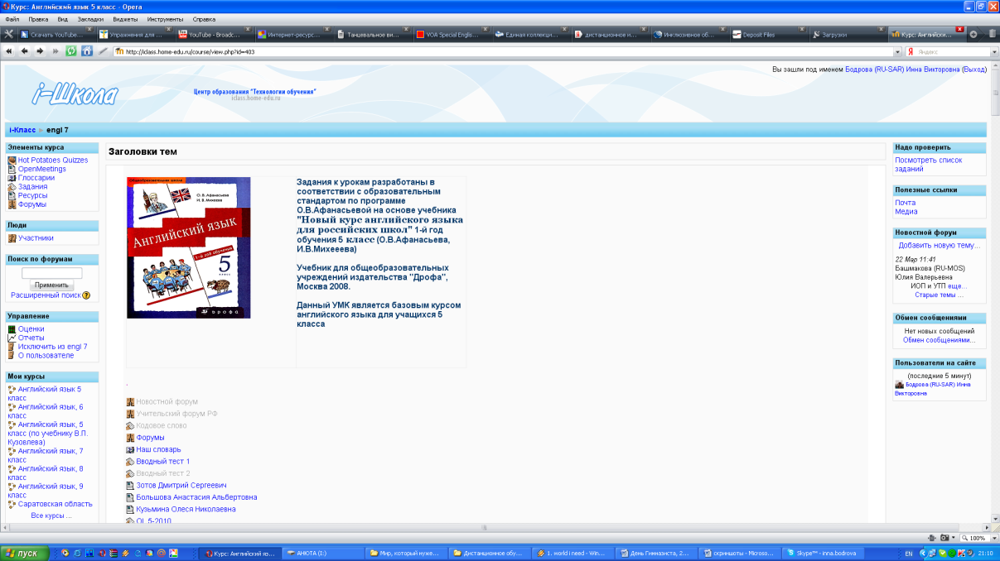 Курс: Английский язык 5 класс - Opera
Файл Правка Вид Закладки Виджеты Инструменты Справка
Скачать YouTube... Упражнения для ... YouTube - Broadc... Интернет-ресурс... Танцевальное ви... VOA Special Englis... Единая коллекци... дистанционное и... Инклюзивное об... Deposit Files Загрузки Курс: Английски...
http://iclass.home-edu.ru/course/view.php?id=403
Яндекс
Вы зашли под именем Бодрова (RU-SAR) Инна Викторовна (Выход)
i-Школа
Центр образования "Технологии обучения"
iclass.home-edu.ru
i-Класс ► engl 7
Элементы курса
Hot Potatoes Quizzes
OpenMeetings
Глоссарии
Задания
Ресурсы
Форумы
Люди
Участники
Поиск по форумам
Применить
Расширенный поиск
Управление
Оценки
Отчеты
Исключить из engl 7
О пользователе
Мои курсы
Английский язык 5
класс
Английский язык, 6
класс
Английский язык, 5
класс (по учебнику В.П.
Кузовлева)
Английский язык, 7
класс
Английский язык, 8
класс
Английский язык, 9
класс
Саратовская область
Все курсы ...
Заголовки тем
О. В. Афанасьева
И. В. Михеева
Английский язык
1-й год обучения
5
класс
дрофа
Задания к урокам разработаны в
соответствии с образовательным
стандартом по программе
О.В.Афанасьевой на основе учебника
"Новый курс английского языка
для российских школ" 1-й год
обучения 5 класс (О.В.Афанасьева,
И.В.Михееева)
Учебник для общеобразовательных
учреждений издательства "Дрофа",
Москва 2008.
Данный УМК является базовым курсом
английского языка для учащихся 5
класса
.
Новостной форум
Учительский форум РФ
Кодовое слово
Форумы
Наш словарь
Вводный тест 1
Вводный тест 2
Зотов Дмитрий Сергеевич
Большова Анастасия Альбертовна
Кузьмина Олеся Николаевна
OL 5-2010
Надо проверить
Посмотреть список
заданий
Полезные ссылки
Почта
Медиа
Новостной форум
Добавить новую тему...
22 Мар 11:41
Башмакова (RU-MOS)
Юлия Валерьевна
ИОП и УТП еще...
Старые темы ...
Обмен сообщениями
Нет новых сообщений
Обмен сообщениями...
Пользователи на сайте
(последние 5 минут)
Бодрова (RU-SAR) Инна
Викторовна
100%
пуск
Курс: Английский яз... АНЮТА (I:) Мир, который нуже... Дистанционное обу... 1. world i need - Win... День Гимназиста, 2... скриншоты - Microso... Skype™ - inna.bodrova
EN 21:10